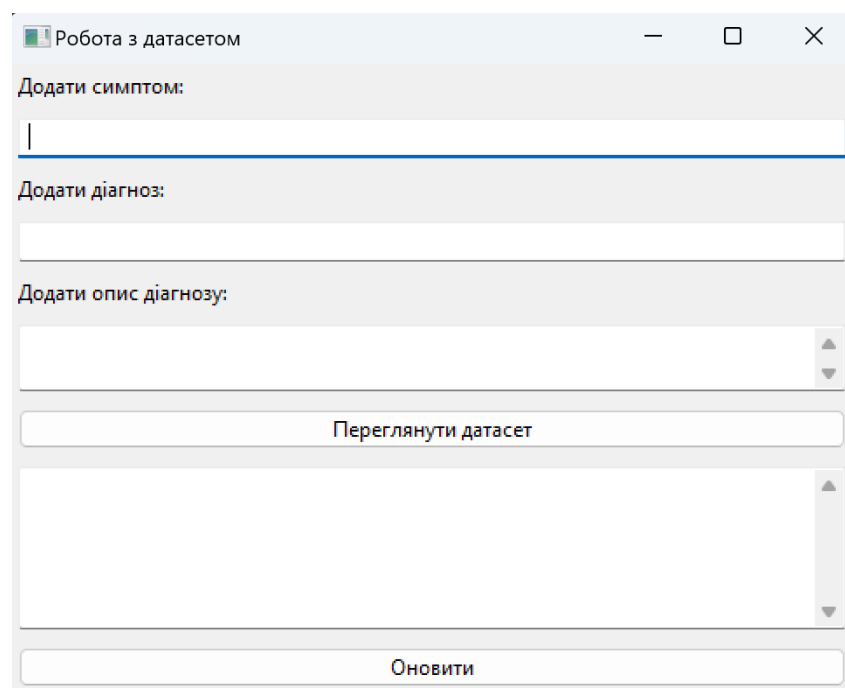 Робота з датасетом
Додати симптом:
Додати діагноз:
Додати опис діагнозу:
Переглянути датасет
Оновити